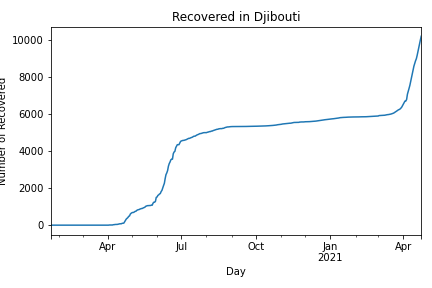 Recovered in Djibouti
Number of Recovered
10000
8000
6000
4000
2000
0
Apr Jul Oct Jan Apr
2021
Day